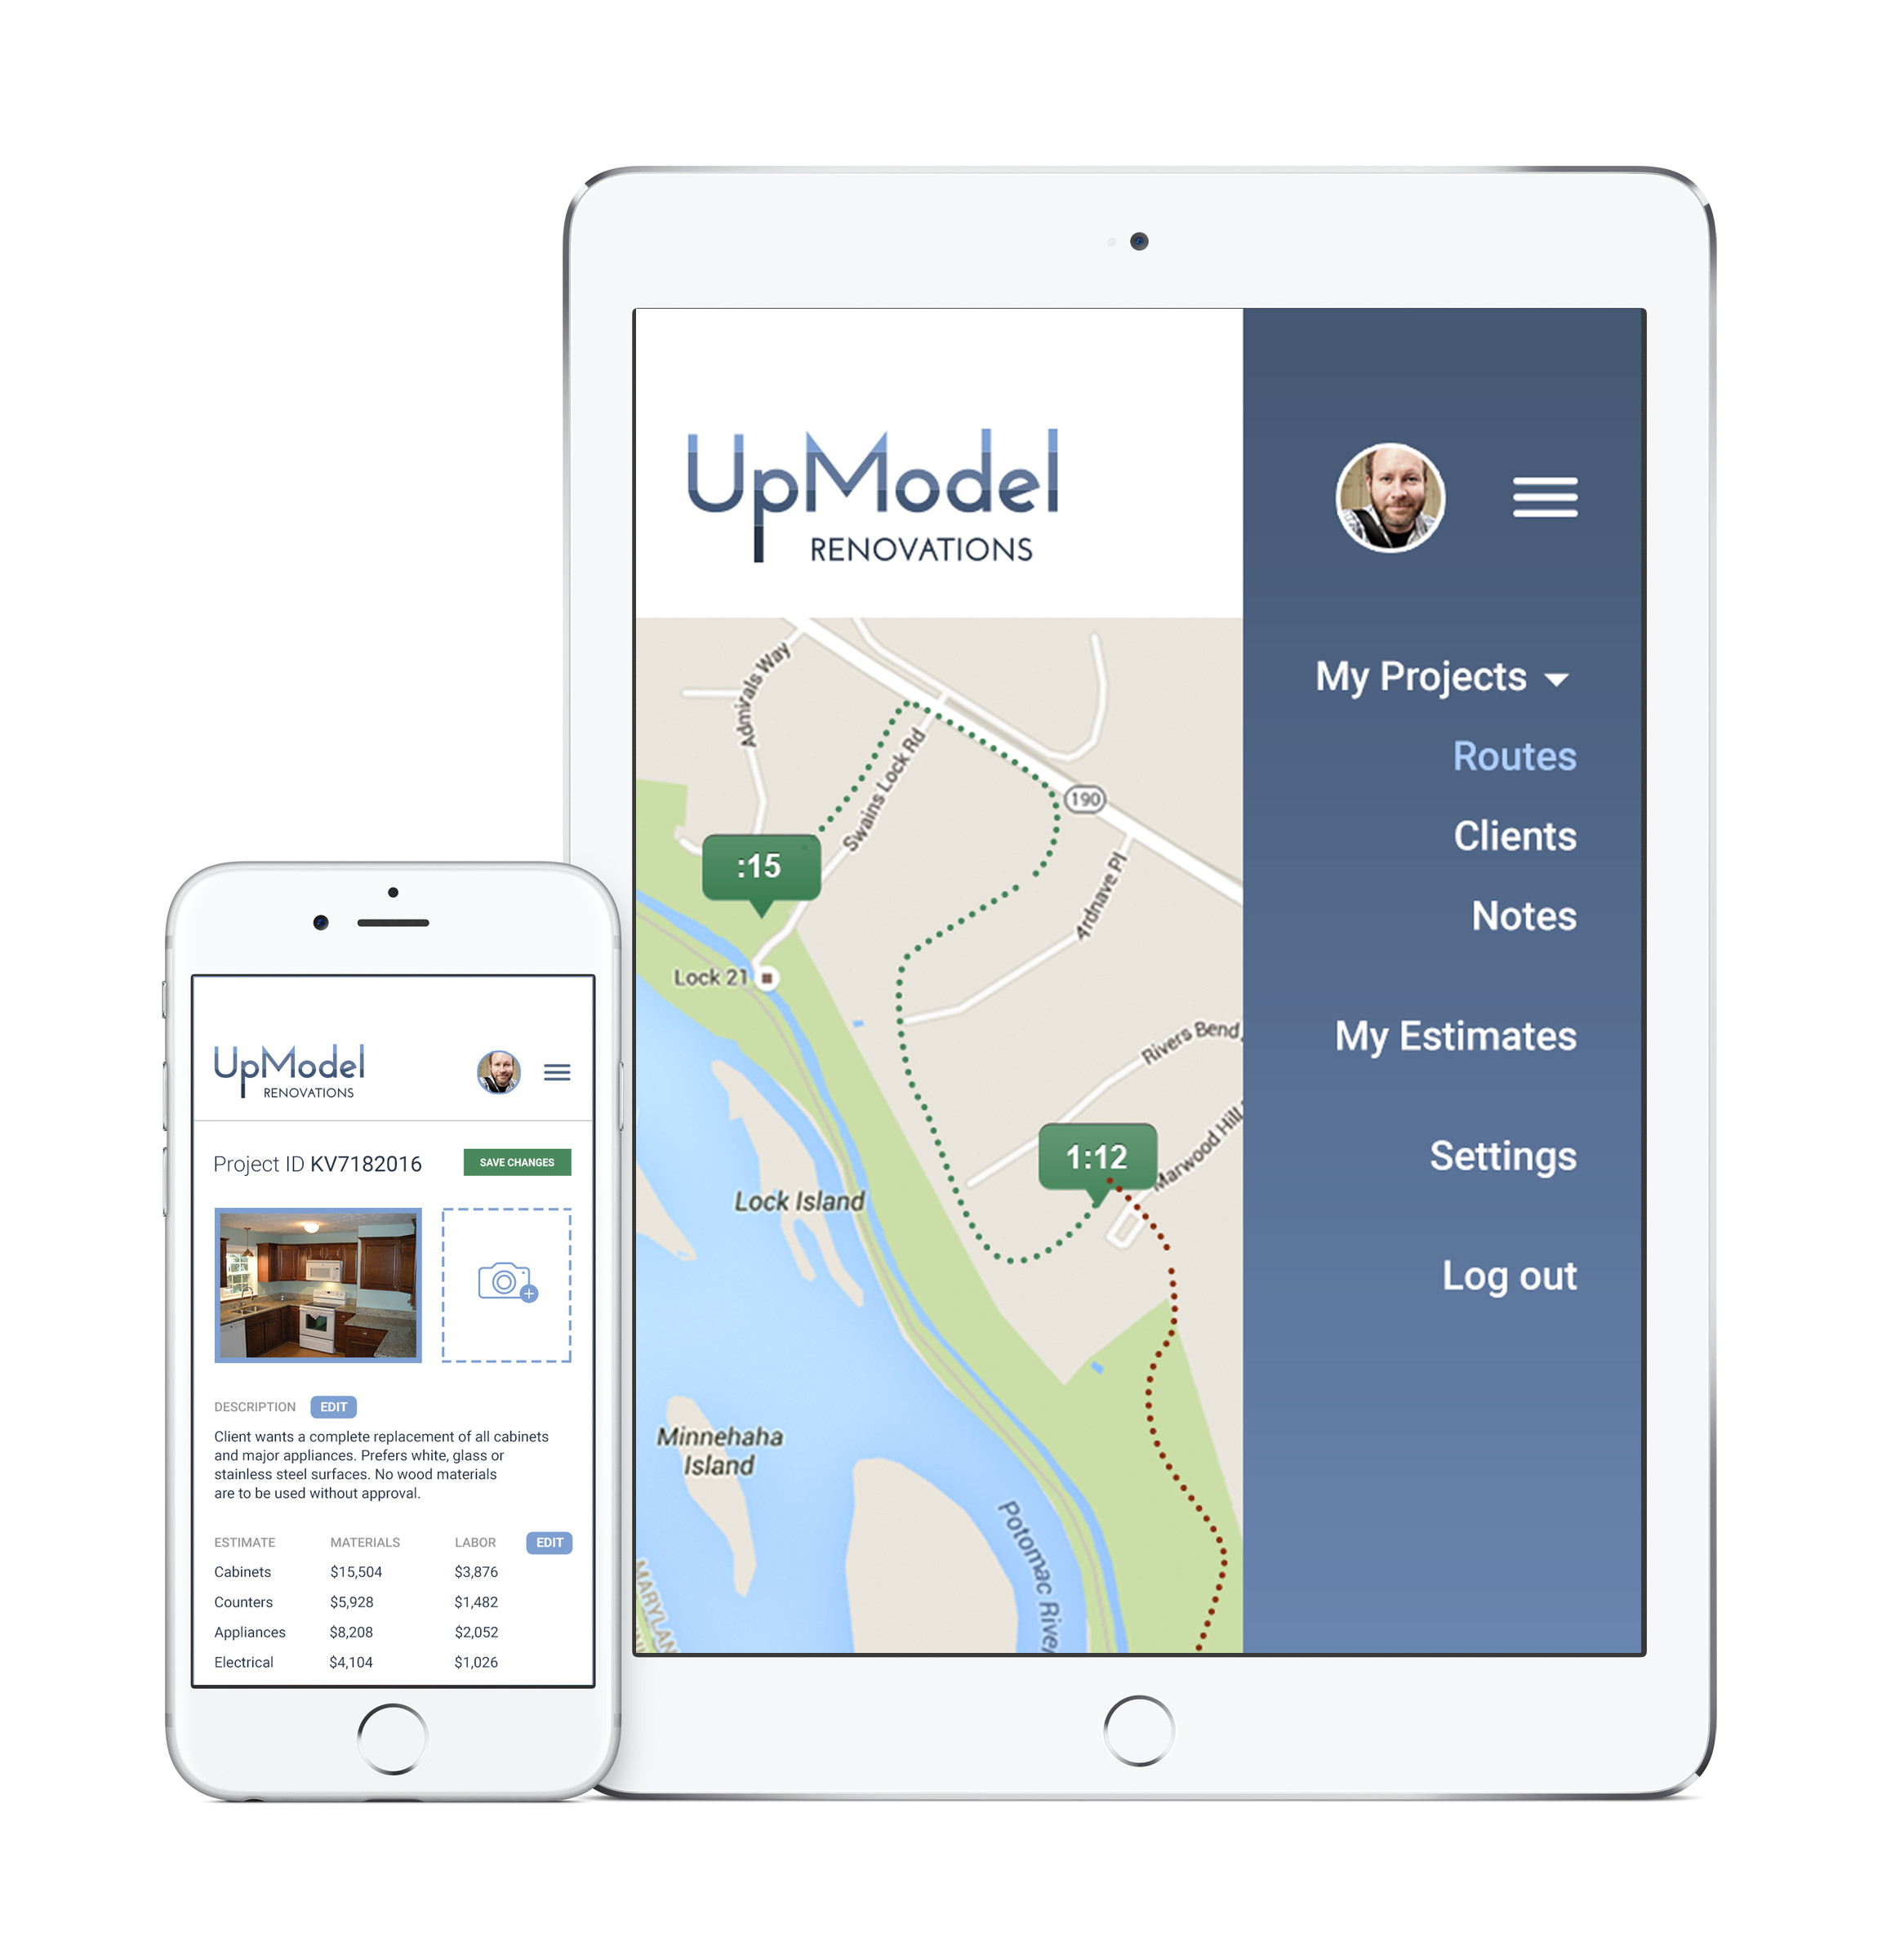 UpModel
RENOVATIONS
Project ID KV7182016
SAVE CHANGES
DESCRIPTION EDIT
Client wants a complete replacement of all cabinets
and major appliances. Prefers white, glass or
stainless steel surfaces. No wood materials
are to be used without approval.
ESTIMATE MATERIALS LABOR EDIT
Cabinets $15,504 $3,876
Counters $5,928 $1,482
Appliances $8,208 $2,052
Electrical $4,104 $1,026
UpModel
RENOVATIONS
Admirals Way
Swains Lock Rd
190
:15
Ardnave Pl
Lock 21
Rivers Bend
1:12
Marwood Hill
Lock Island
Minnehaha
Island
Potomac River
MARYLAN
My Projects
Routes
Clients
Notes
My Estimates
Settings
Log out